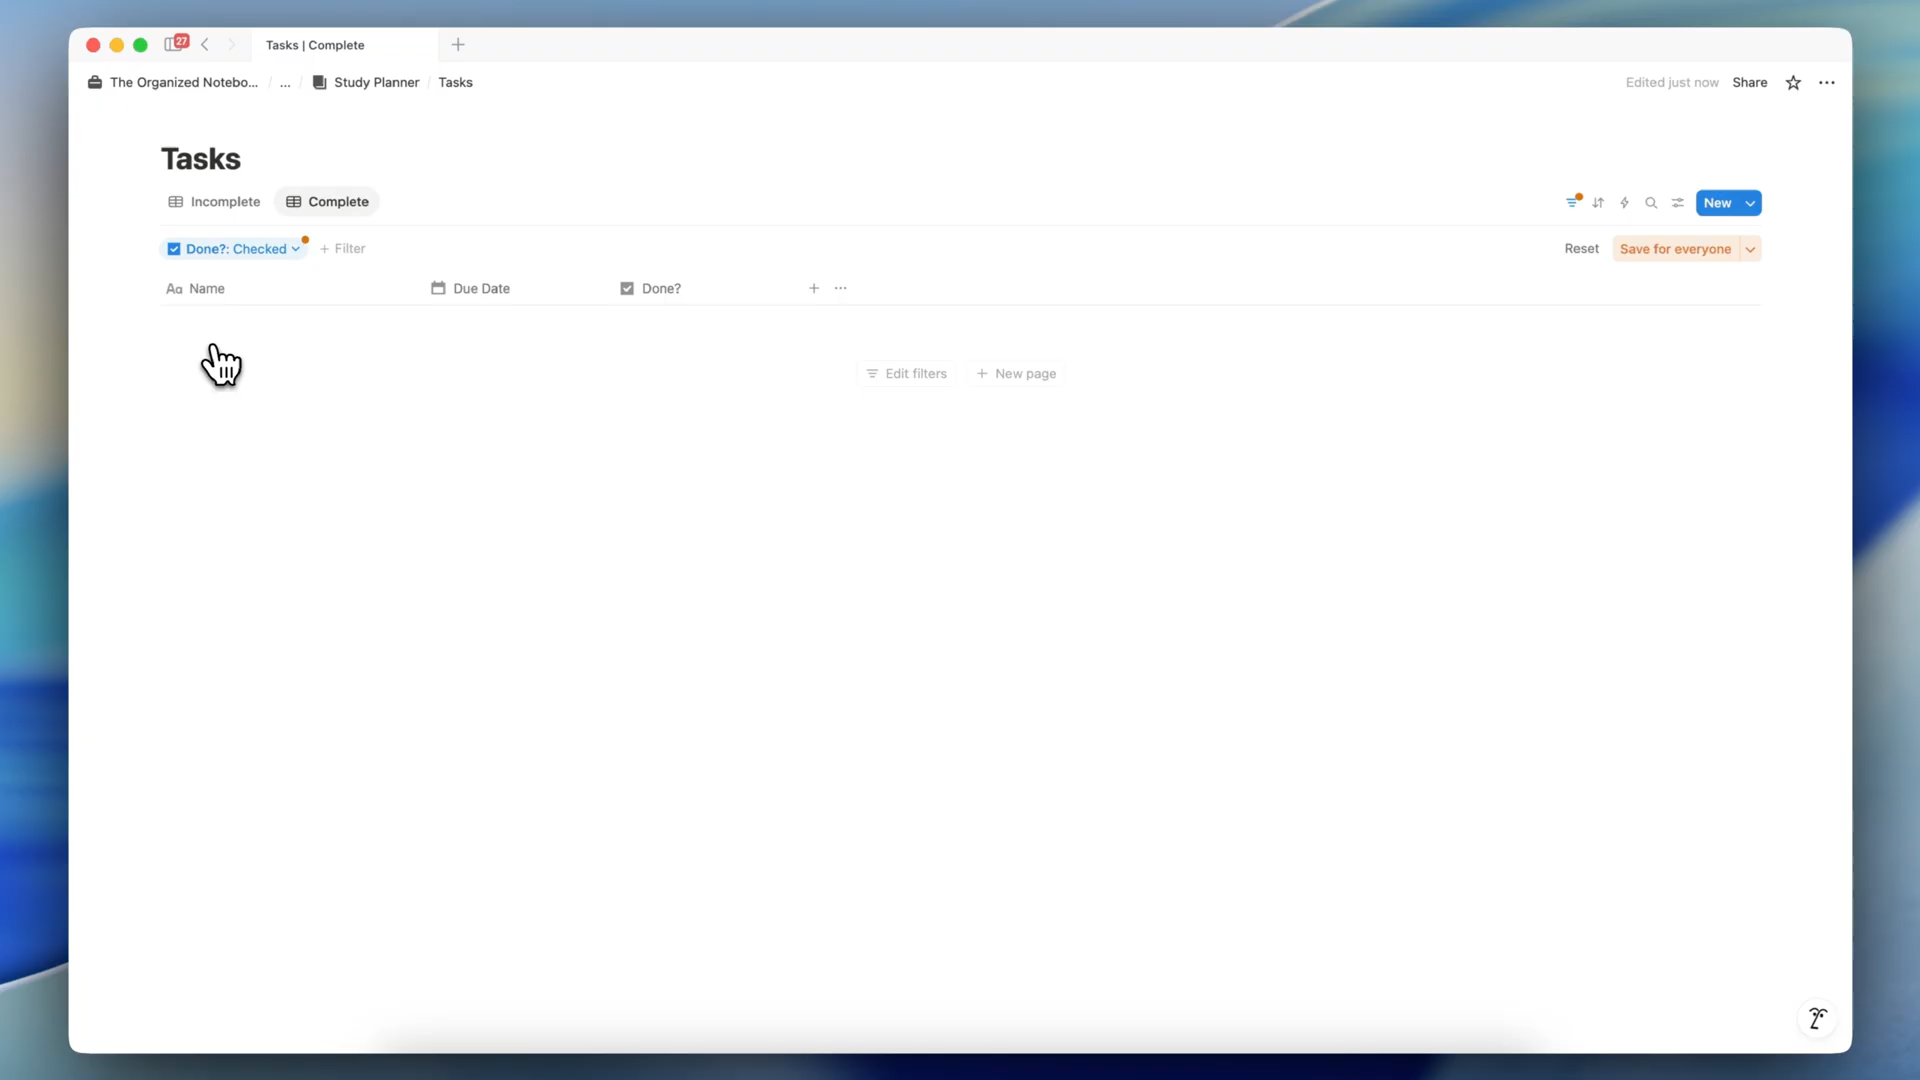 27
Tasks | Complete
The Organized Notebo... / ... / Study Planner / Tasks
Edited just now Share
Tasks
Incomplete Complete
New
Done?: Checked + Filter
Reset Save for everyone
Aa Name Due Date Done?
Edit filters + New page